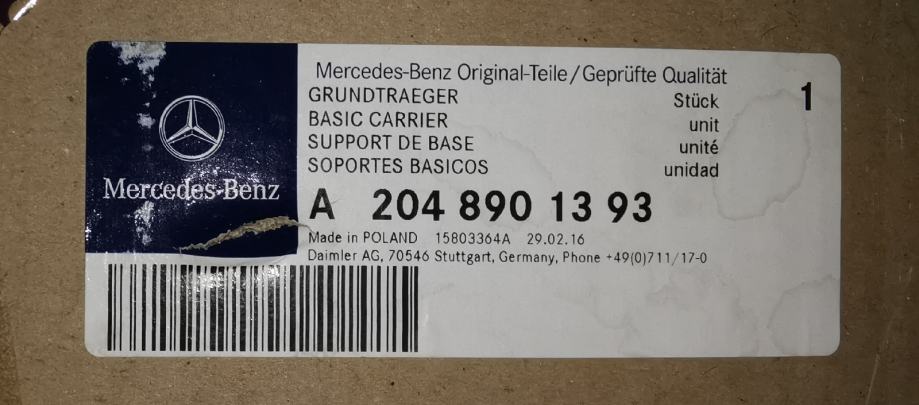 Mercedes-Benz
Mercedes-Benz Original-Teile/Geprüfte Qualität
GRUNDTRAEGER Stück 1
BASIC CARRIER unit
SUPPORT DE BASE unité
SOPORTES BASICOS unidad
A 204 890 13 93
Made in POLAND 15803364A 29.02.16
Daimler AG, 70546 Stuttgart, Germany, Phone +49(0)711/17-0